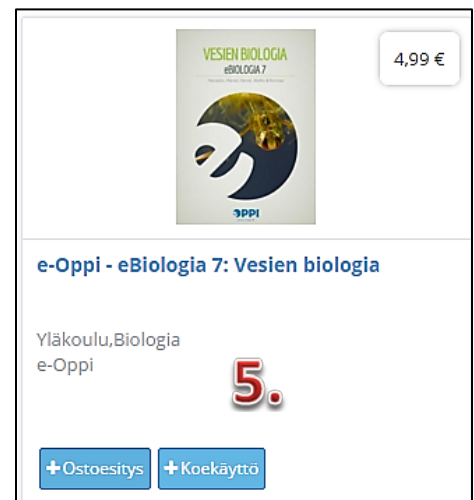 VESIEN BIOLOGIA
eBIOLOGIA 7
OPPI
4,99 €
e-Oppi - eBiologia 7: Vesien biologia
Yläkoulu,Biologia
e-Oppi
5.
+Ostoesitys
+Koekäyttö